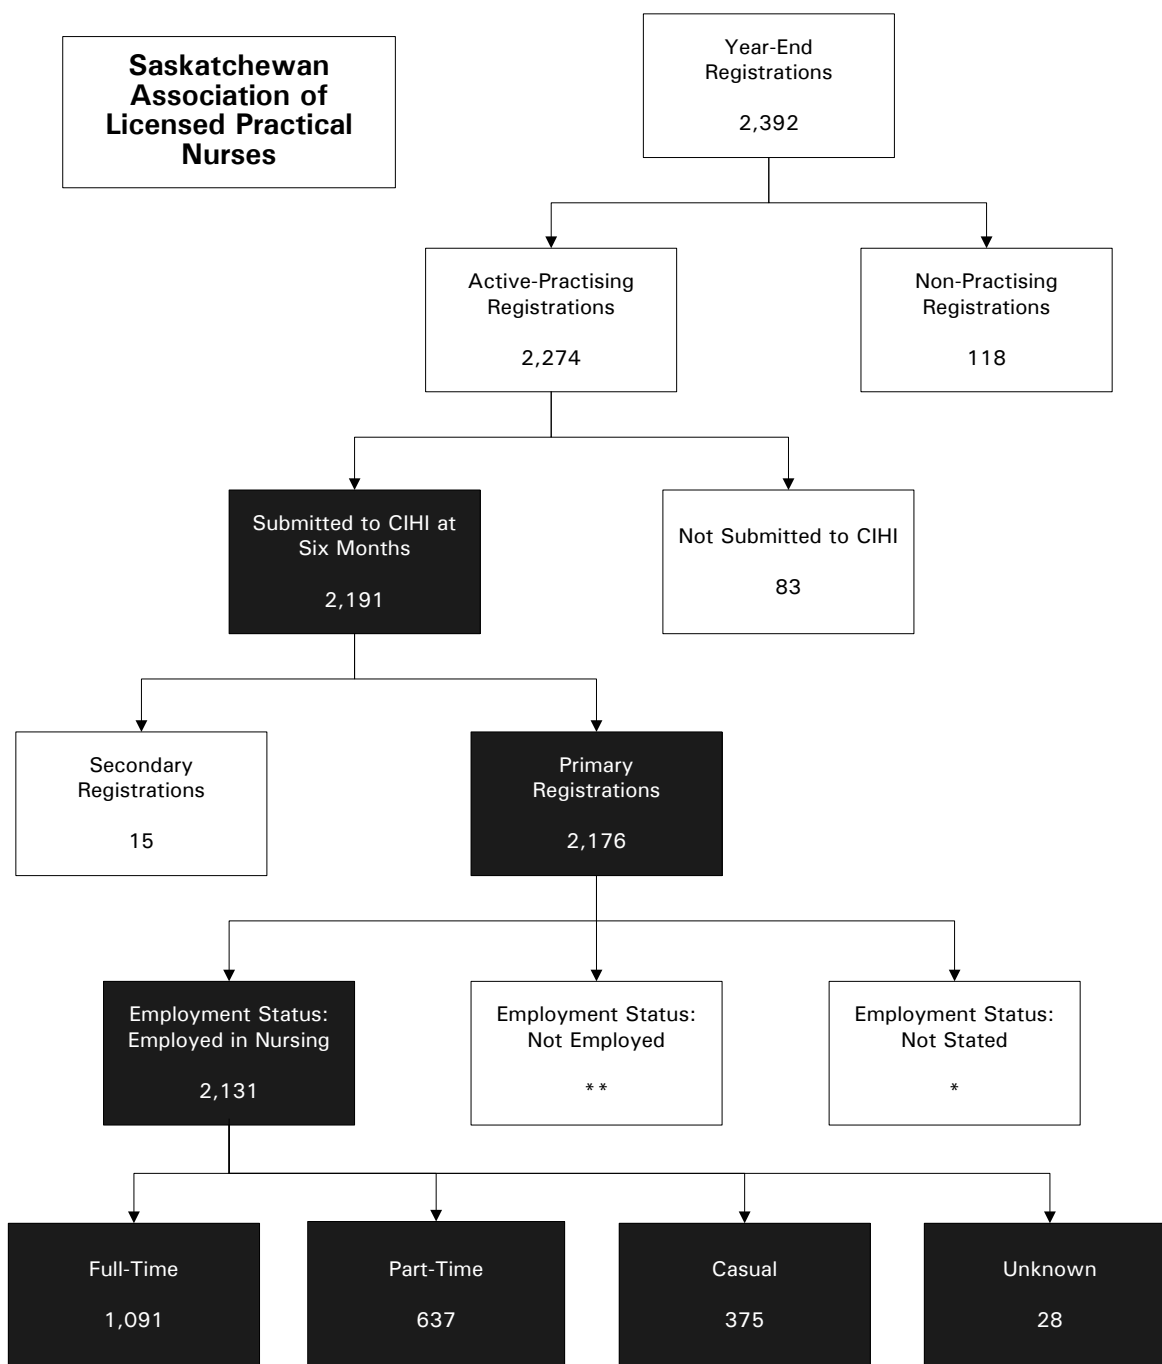 Saskatchewan
Association of
Licensed Practical
Nurses
Year-End
Registrations
2,392
Active-Practising
Registrations
2,274
Non-Practising
Registrations
118
Submitted to CIHI at
Six Months
2,191
Not Submitted to CIHI
83
Secondary
Registrations
15
Primary
Registrations
2,176
Employment Status:
Employed in Nursing
2,131
Employment Status:
Not Employed
**
Employment Status:
Not Stated
*
Full-Time
1,091
Part-Time
637
Casual
375
Unknown
28